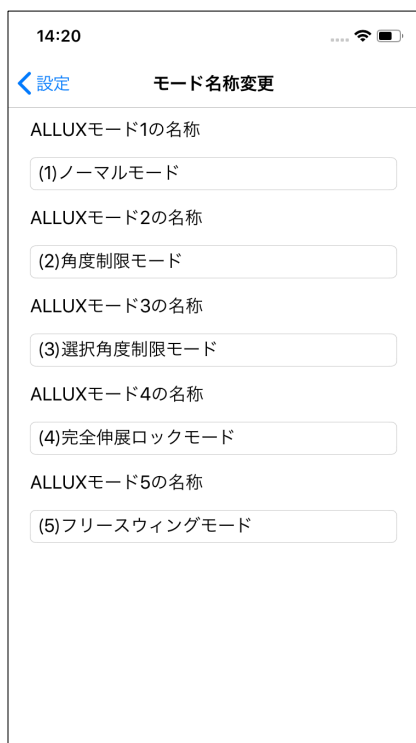 14:20
設定
モード名称変更
ALLUXモード1の名称
(1)ノーマルモード
ALLUXモード2の名称
(2)角度制限モード
ALLUXモード3の名称
(3)選択角度制限モード
ALLUXモード4の名称
(4)完全伸展ロックモード
ALLUXモード5の名称
(5)フリースウィングモード